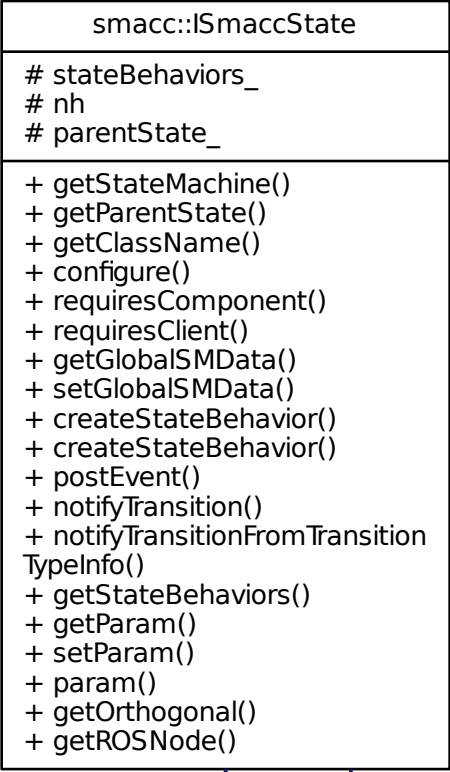 smacc::ISmaccState
# stateBehaviors_
# nh
# parentState_
+ getStateMachine()
+ getParentState()
+ getClassName()
+ configure()
+ requiresComponent()
+ requiresClient()
+ getGlobalSMData()
+ setGlobalSMData()
+ createStateBehavior()
+ createStateBehavior()
+ postEvent()
+ notifyTransition()
+ notifyTransitionFromTransition
TypeInfo()
+ getStateBehaviors()
+ getParam()
+ setParam()
+ param()
+ getOrthogonal()
+ getROSNode()